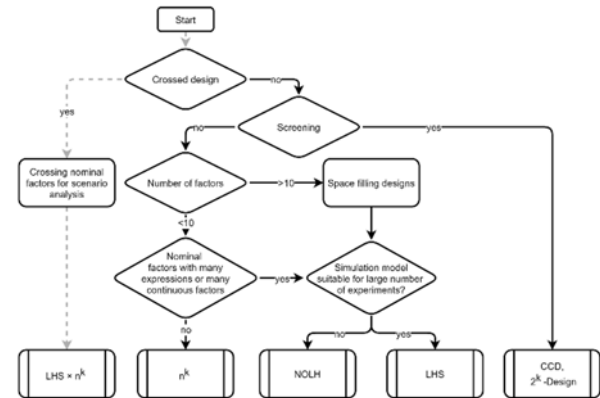 Start
Crossed design
no
yes
Screening
no
yes
Crossing nominal
factors for scenario
analysis
Number of factors
>10
Space filling designs
<10
Nominal
factors with many
expressions or many
continuous factors
yes
Simulation model
suitable for large number
of experiments?
no
no
yes
LHS × n^k
n^k
NOLH
LHS
CCD,
2^k -Design